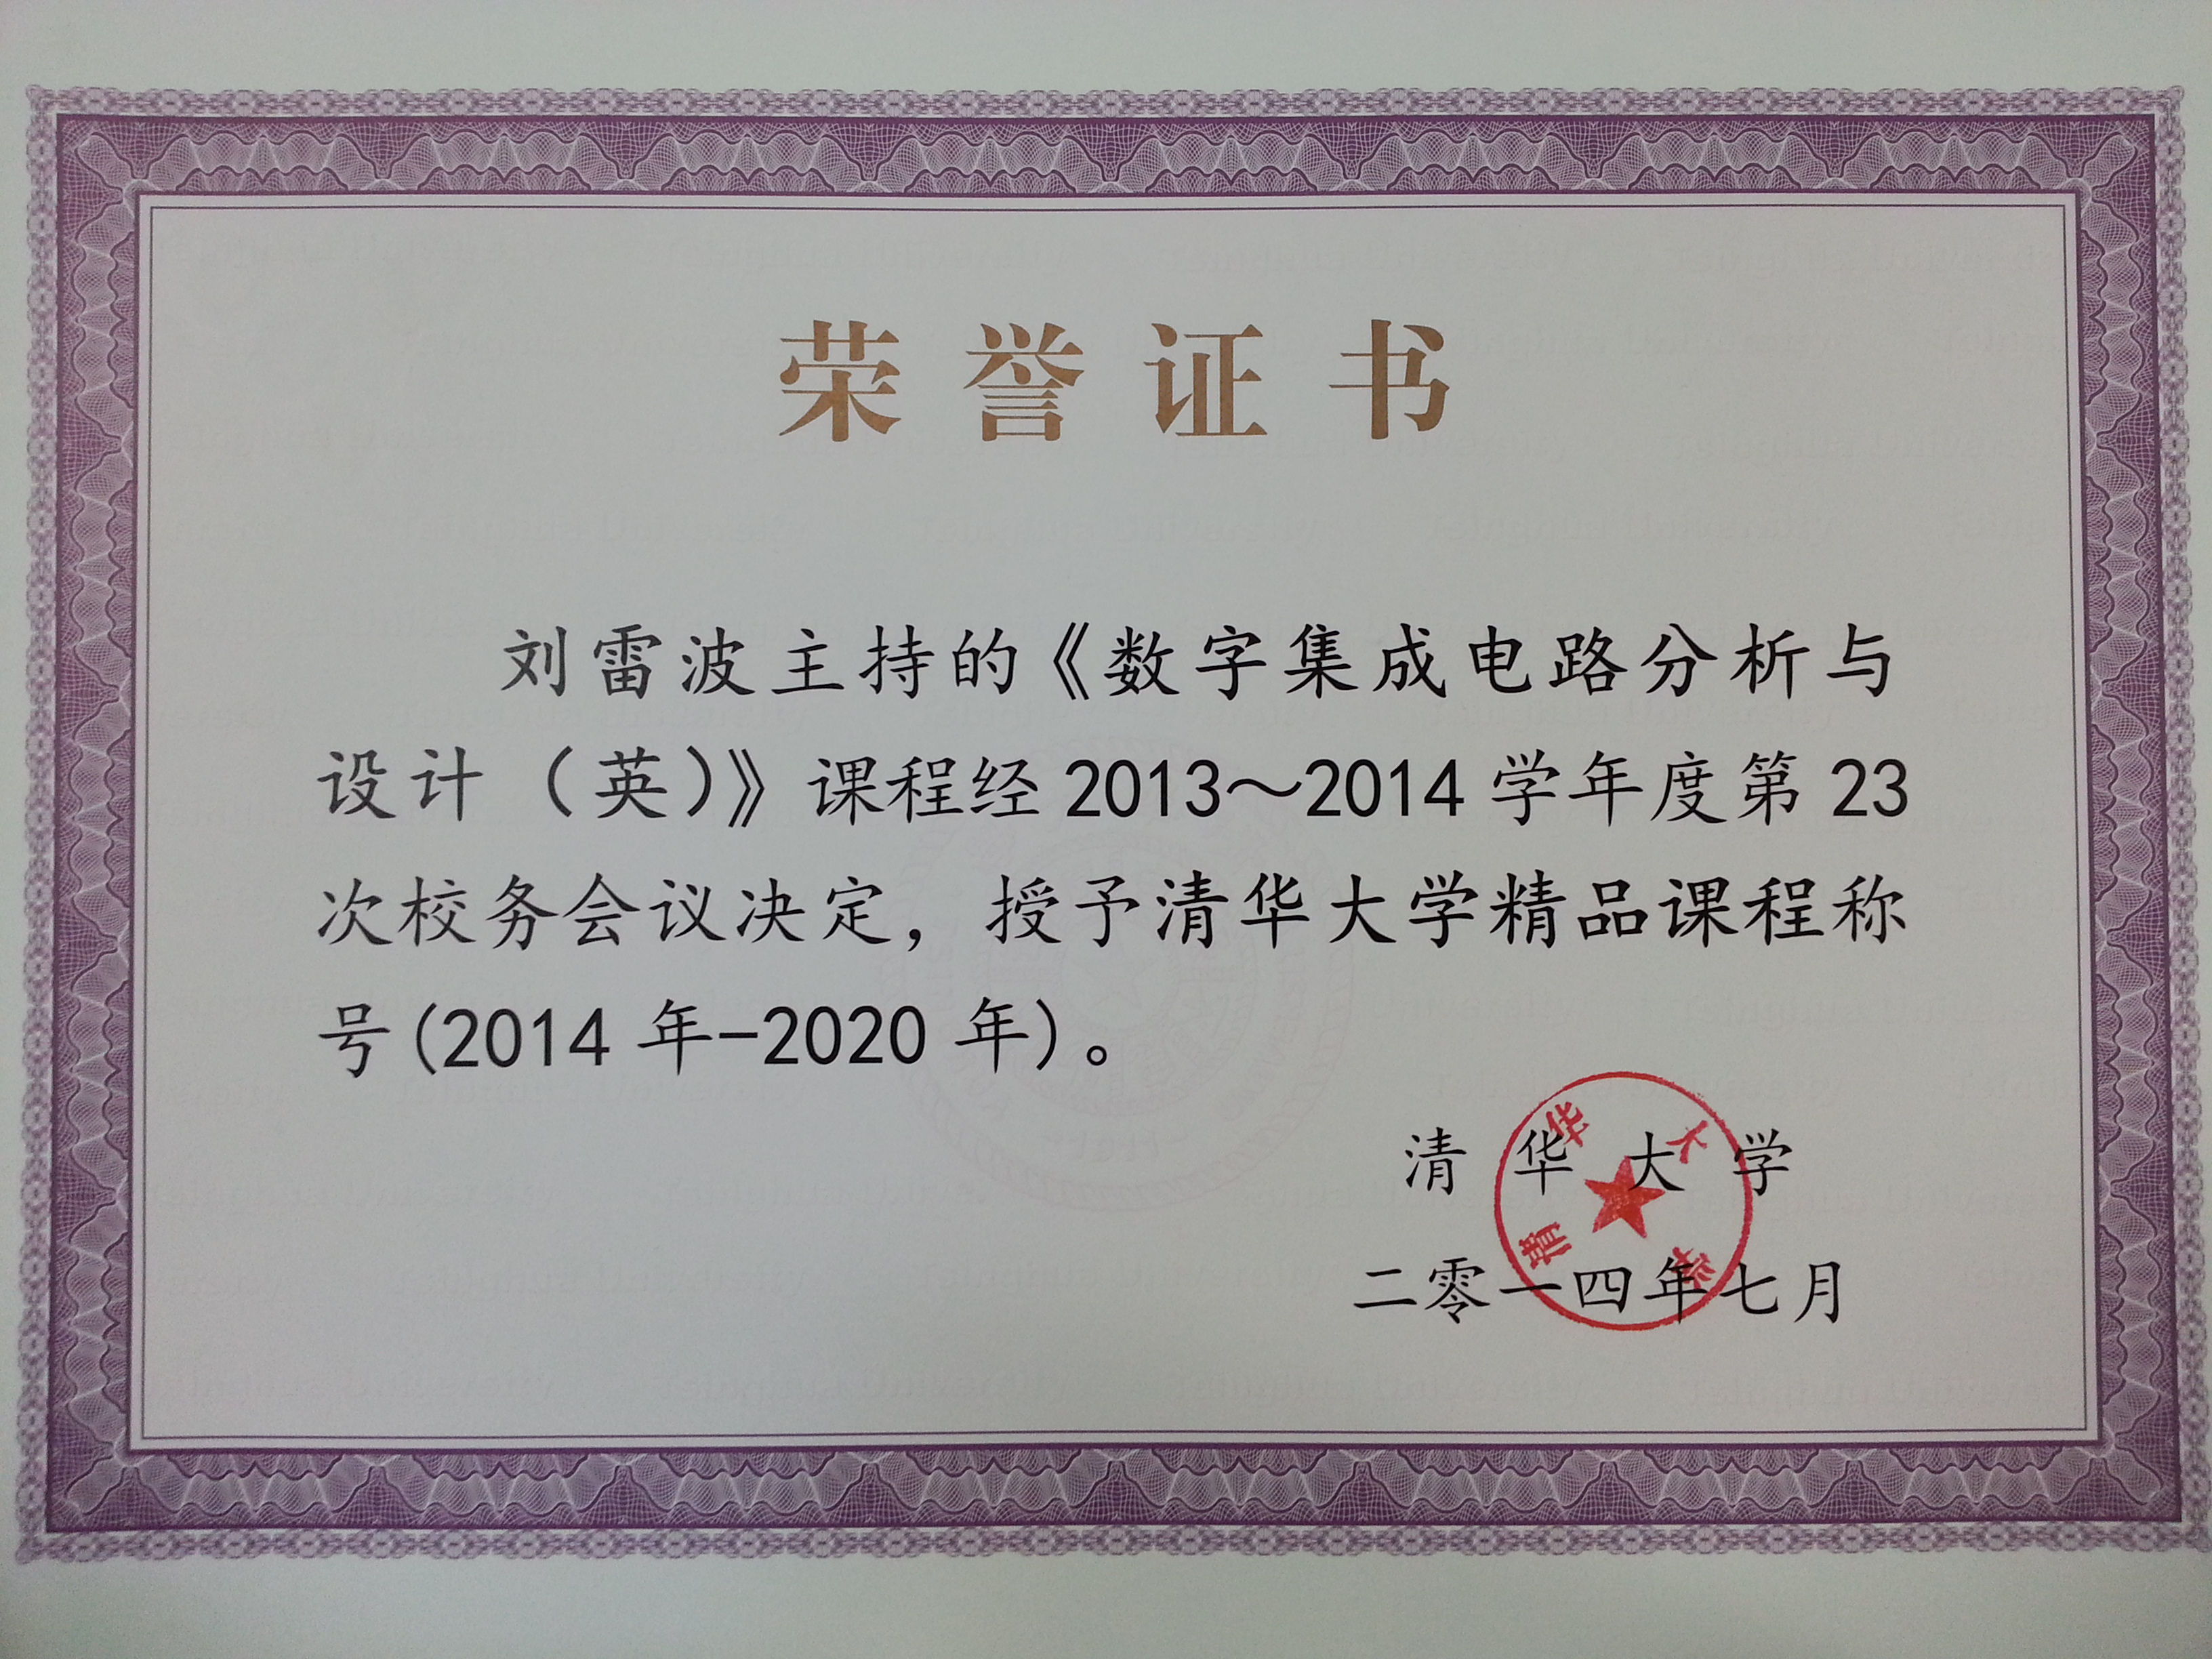 荣誉证书
刘雷波主持的《数字集成电路分析与
设计（英）》课程经2013～2014学年度第23
次校务会议决定，授予清华大学精品课程称
号(2014年-2020年)。
清华大学
清华大学
二零一四年七月